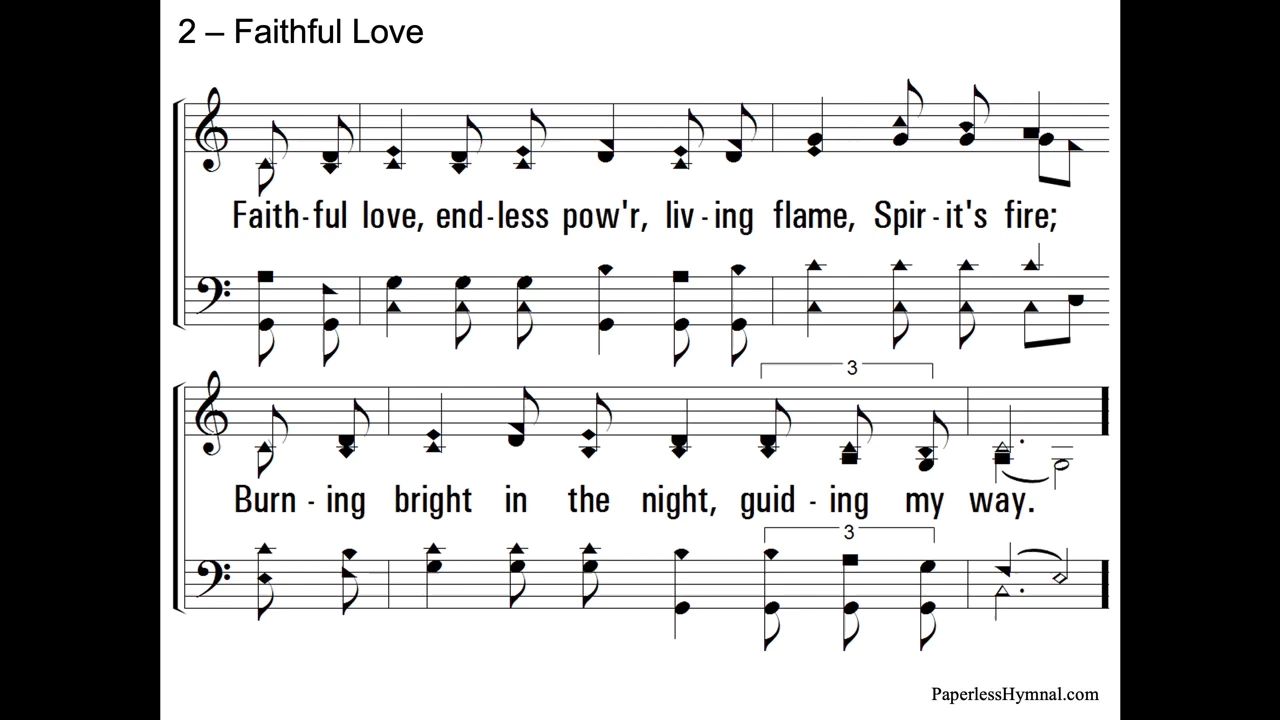 2 – Faithful Love
Faith-ful love, end-less pow'r, liv-ing flame, Spir-it's fire;
3
Burn-ing bright in the night, guid-ing my way.
3
PaperlessHymnal.com